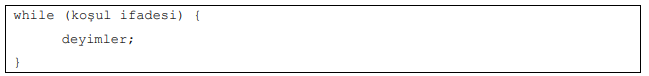 while (koşul ifadesi) {
deyimler;
}